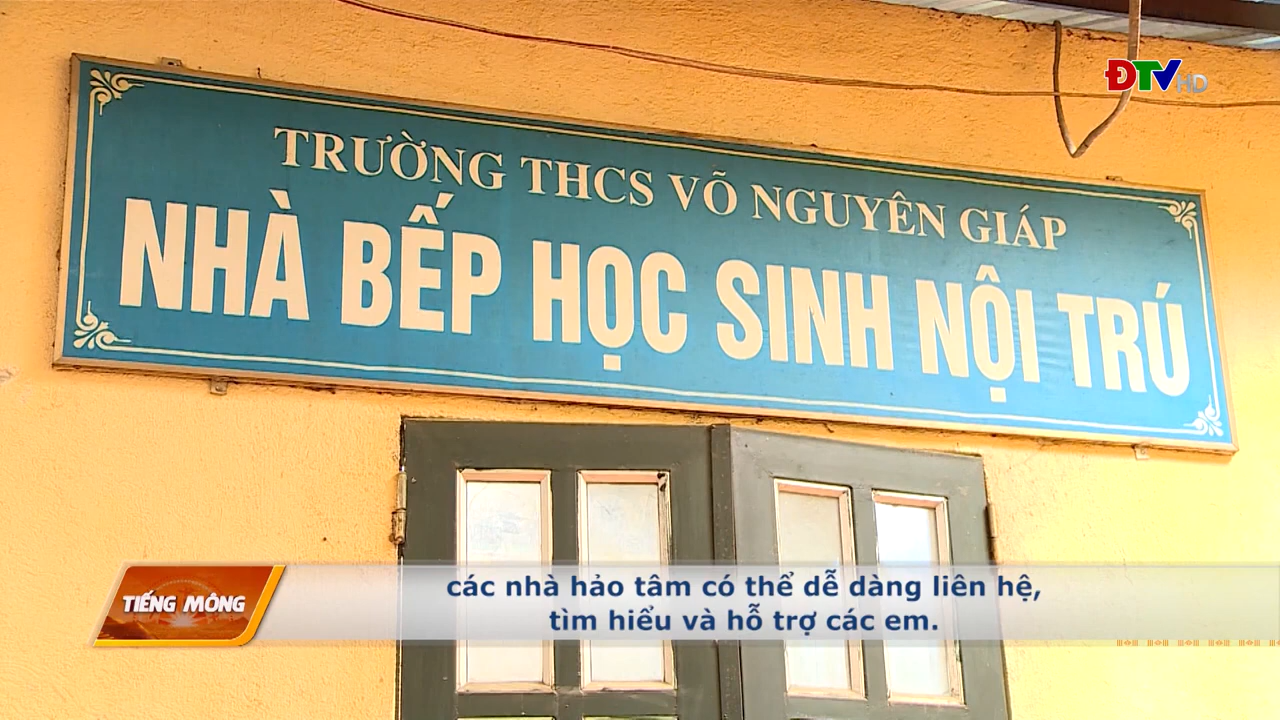 ĐTV HD
TRƯỜNG THCS VÕ NGUYÊN GIÁP
NHÀ BẾP HỌC SINH NỘI TRÚ
TIẾNG MÔNG
các nhà hảo tâm có thể dễ dàng liên hệ,
tìm hiểu và hỗ trợ các em.